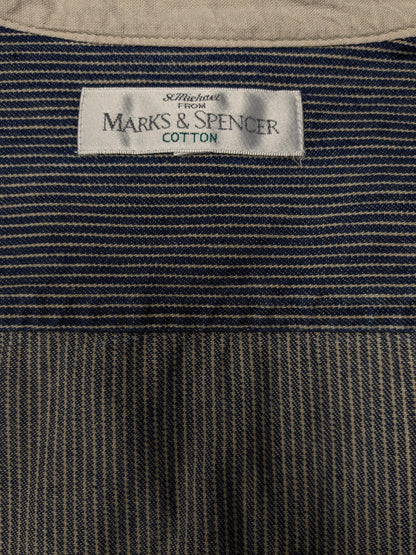 St Michael
FROM
MARKS & SPENCER
COTTON